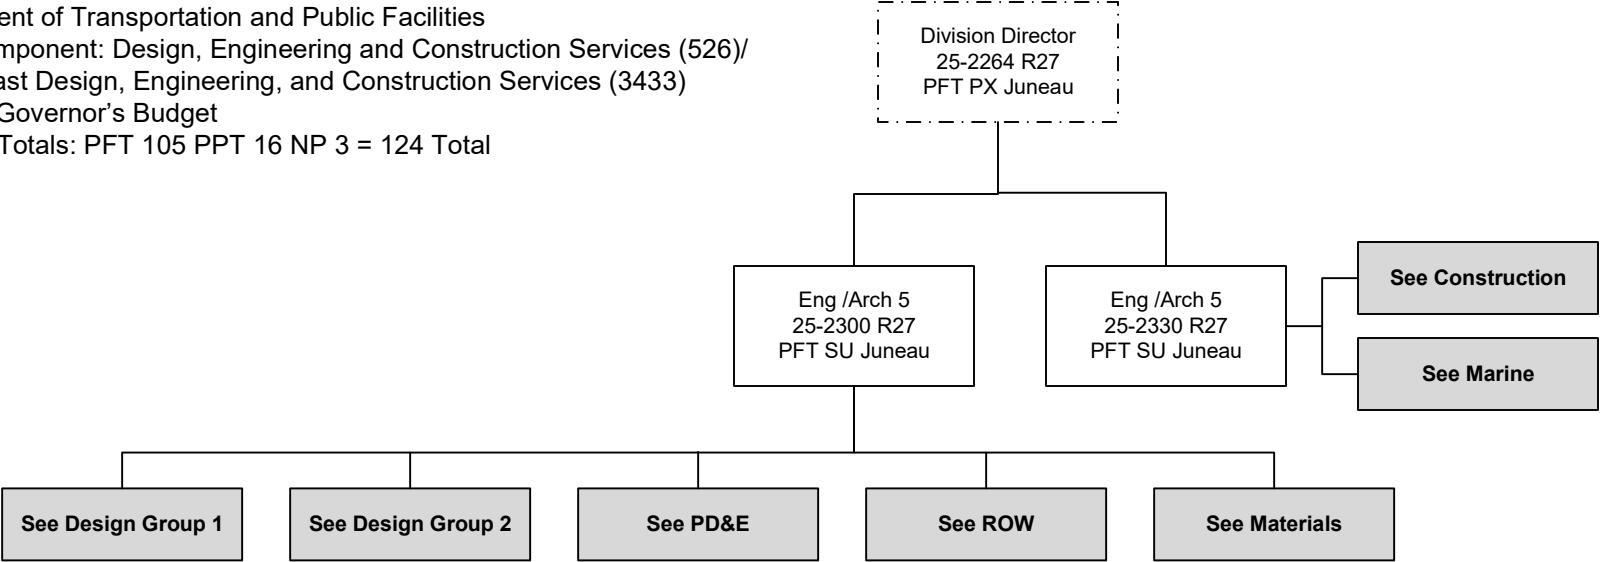 ent of Transportation and Public Facilities
mponent: Design, Engineering and Construction Services (526)/
ast Design, Engineering, and Construction Services (3433)
Governor's Budget
Totals: PFT 105 PPT 16 NP 3 = 124 Total
Division Director
25-2264 R27
PFT PX Juneau
Eng /Arch 5
25-2300 R27
PFT SU Juneau
Eng /Arch 5
25-2330 R27
PFT SU Juneau
See Construction
See Marine
See Design Group 1
See Design Group 2
See PD&E
See ROW
See Materials